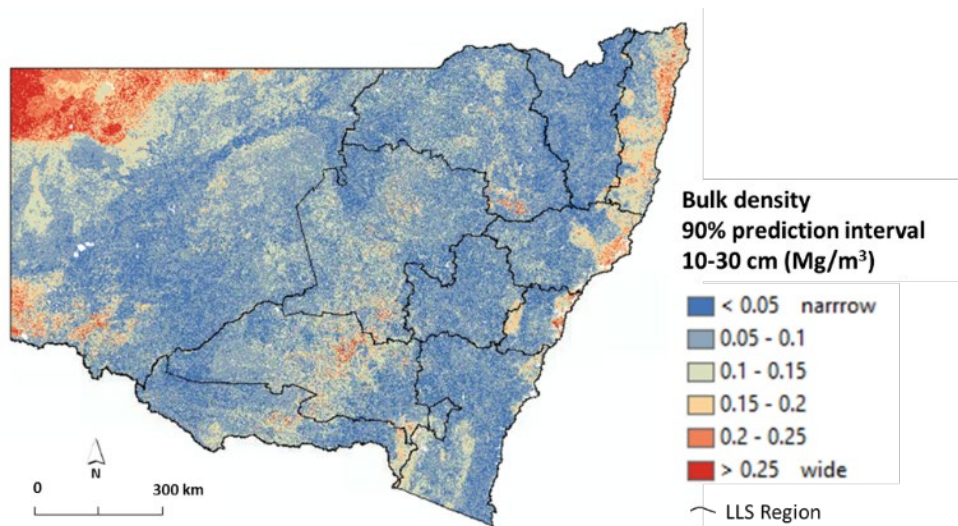 Bulk density
90% prediction interval
10-30 cm (Mg/m³)
< 0.05 narrrow
0.05 - 0.1
0.1 - 0.15
0.15 - 0.2
0.2 - 0.25
> 0.25 wide
LLS Region
N
0 300 km